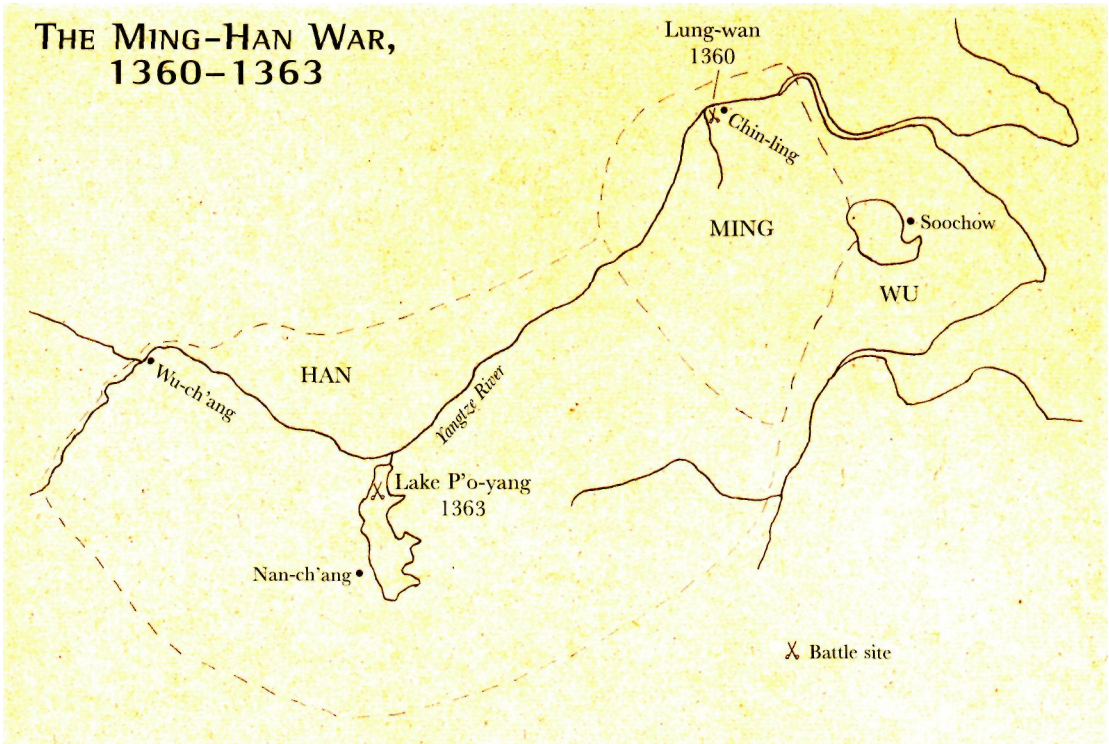 THE MING–HAN WAR,
1360–1363
Lung-wan
1360
Chin-ling
MING
Soochow
WU
HAN
Wu-ch'ang
Yangtze River
Lake P'o-yang
1363
Nan-ch'ang
Battle site